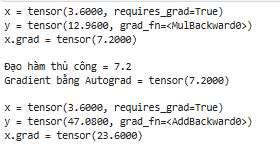 x = tensor(3.6000, requires_grad=True)
y = tensor(12.9600, grad_fn=<MulBackward0>)
x.grad = tensor(7.2000)
Đạo hàm thủ công = 7.2
Gradient bằng Autograd = tensor(7.2000)
x = tensor(3.6000, requires_grad=True)
y = tensor(47.0800, grad_fn=<AddBackward0>)
x.grad = tensor(23.6000)